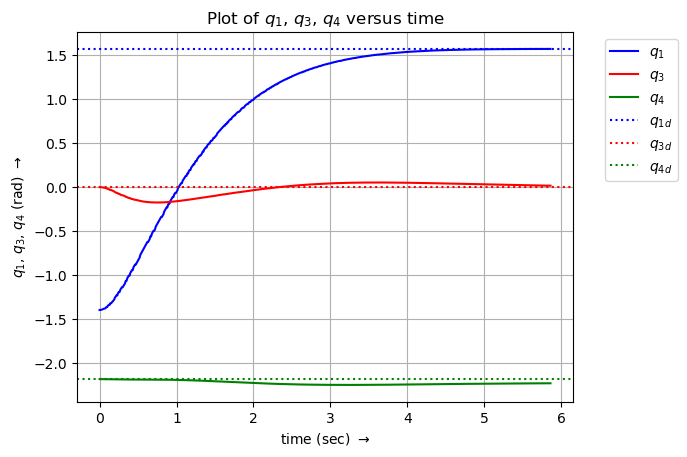 Plot of q₁, q₃, q₄ versus time
q₁, q₃, q₄ (rad) →
1.5
1.0
0.5
0.0
−0.5
−1.0
−1.5
−2.0
0 1 2 3 4 5 6
time (sec) →
q₁
q₃
q₄
q₁d
q₃d
q₄d